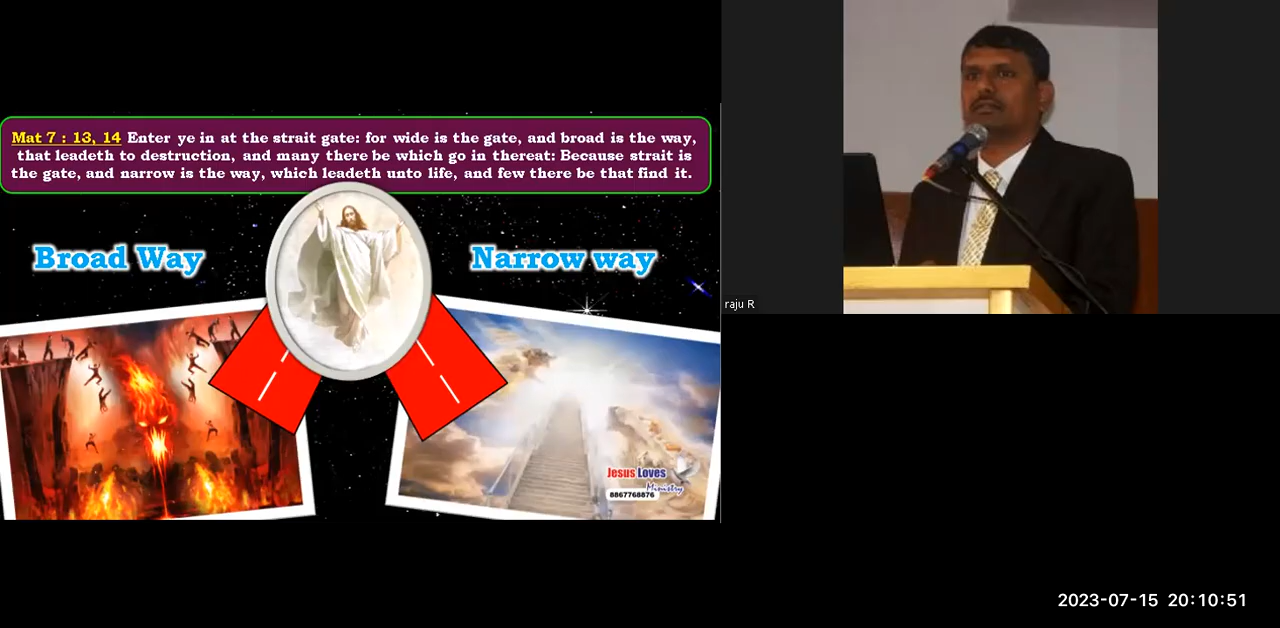 Mat 7 : 13, 14 Enter ye in at the strait gate: for wide is the gate, and broad is the way,
that leadeth to destruction, and many there be which go in thereat: Because strait is
the gate, and narrow is the way, which leadeth unto life, and few there be that find it.
Broad Way
Narrow way
Jesus Loves
Ministry
8867768876
raju R
2023-07-15 20:10:51